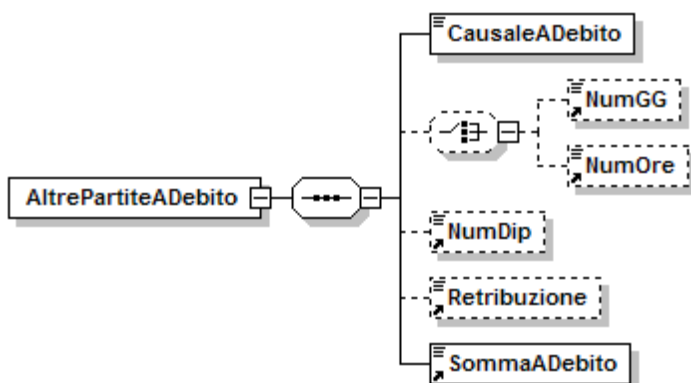 CausaleADebito
NumGG
NumOre
AltrePartiteADebito
NumDip
Retribuzione
SommaADebito